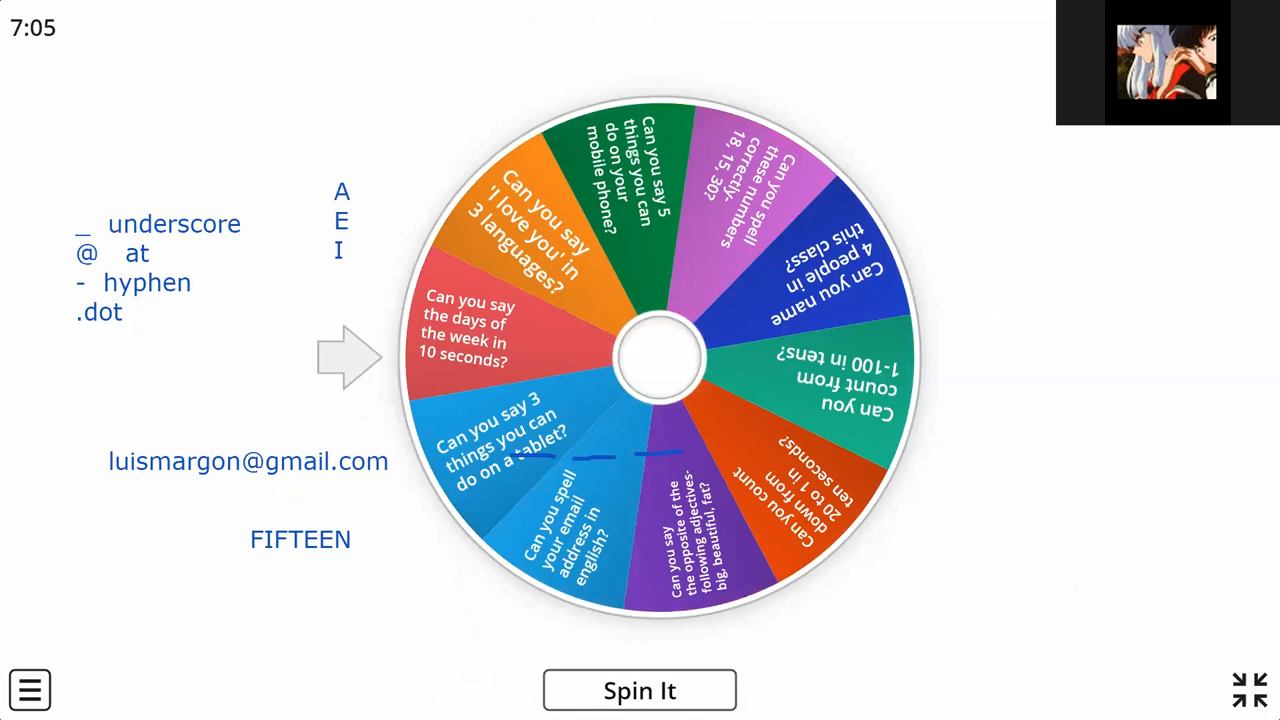 7:05
A
E
I
_ underscore
@ at
- hyphen
.dot
luismargon@gmail.com
FIFTEEN
Can you say 5
things you can
do on your
mobile phone?
Can you spell
these numbers
correctly-
18, 15, 30?
Can you name
4 people in
this class?
Can you
count from
1-100 in tens?
Can you count
down from
20 to 1 in
ten seconds?
Can you say
the opposite of the
following adjectives-
big, beautiful, fat?
Can you spell
your email
address in
english?
Can you say 3
things you can
do on a tablet?
Can you say
the days of
the week in
10 seconds?
Can you say
'I love you' in
3 languages?
Spin It